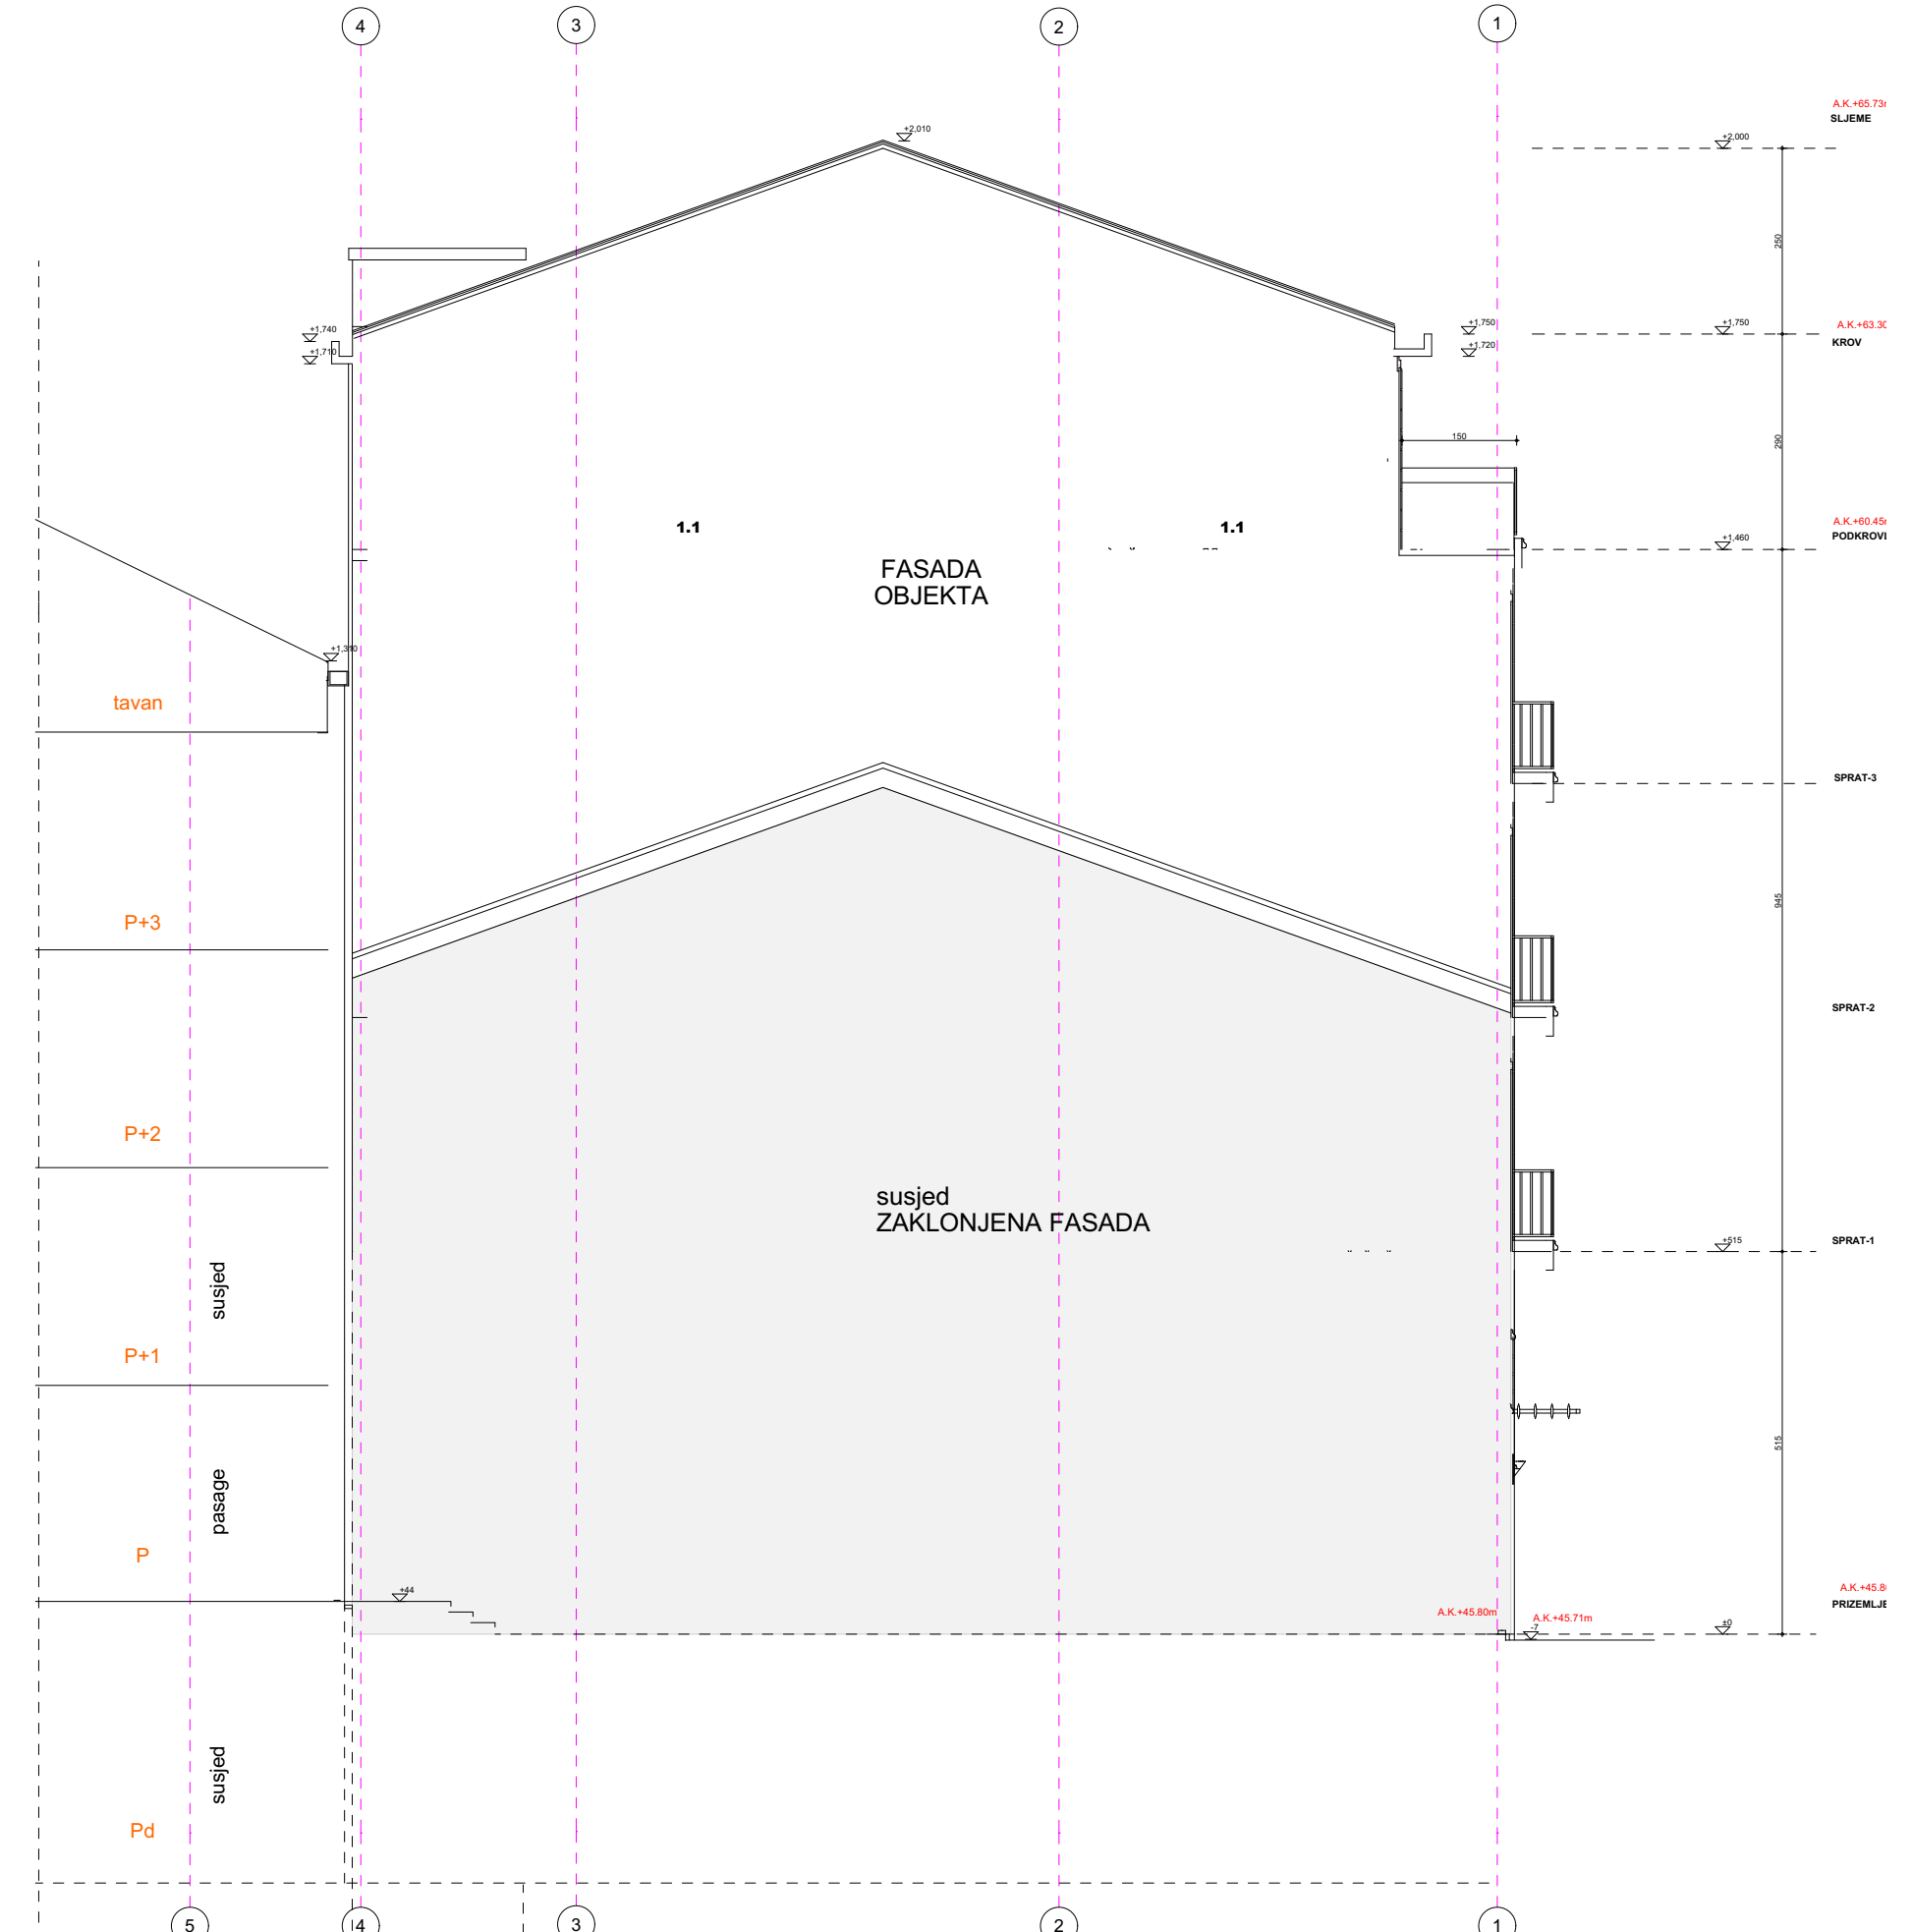 4
3
2
1
A.K.+65.73
SLJEME
+2,010
+2,000
250
+1,740
+1,710
+1,750
+1,720
+1,750
A.K.+63.30
KROV
150
290
1.1
1.1
A.K.+60.45
PODKROVL
+1,460
FASADA
OBJEKTA
+1,310
tavan
SPRAT-3
945
P+3
SPRAT-2
P+2
susjed
ZAKLONJENA FASADA
+515
SPRAT-1
susjed
P+1
515
pasage
P
+44
A.K.+45.80m
A.K.+45.71m
A.K.+45.8
PRIZEMLJE
-7
±0
susjed
Pd
5
4
3
2
1